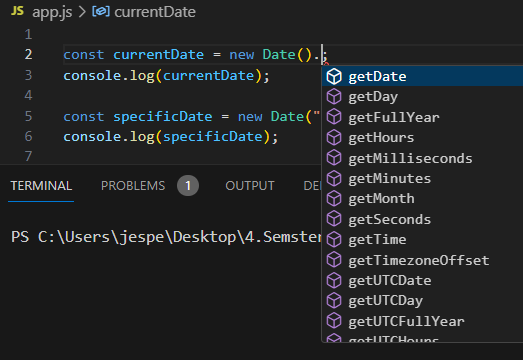 JS app.js > currentDate
1
2 const currentDate = new Date().;
3 console.log(currentDate);
4
5 const specificDate = new Date("
6 console.log(specificDate);
7
getDate
getDay
getFullYear
getHours
getMilliseconds
getMinutes
getMonth
getSeconds
getTime
getTimezoneOffset
getUTCDate
getUTCDay
getUTCFullYear
getUTCHours
TERMINAL PROBLEMS 1 OUTPUT DE
PS C:\Users\jespe\Desktop\4.Semster